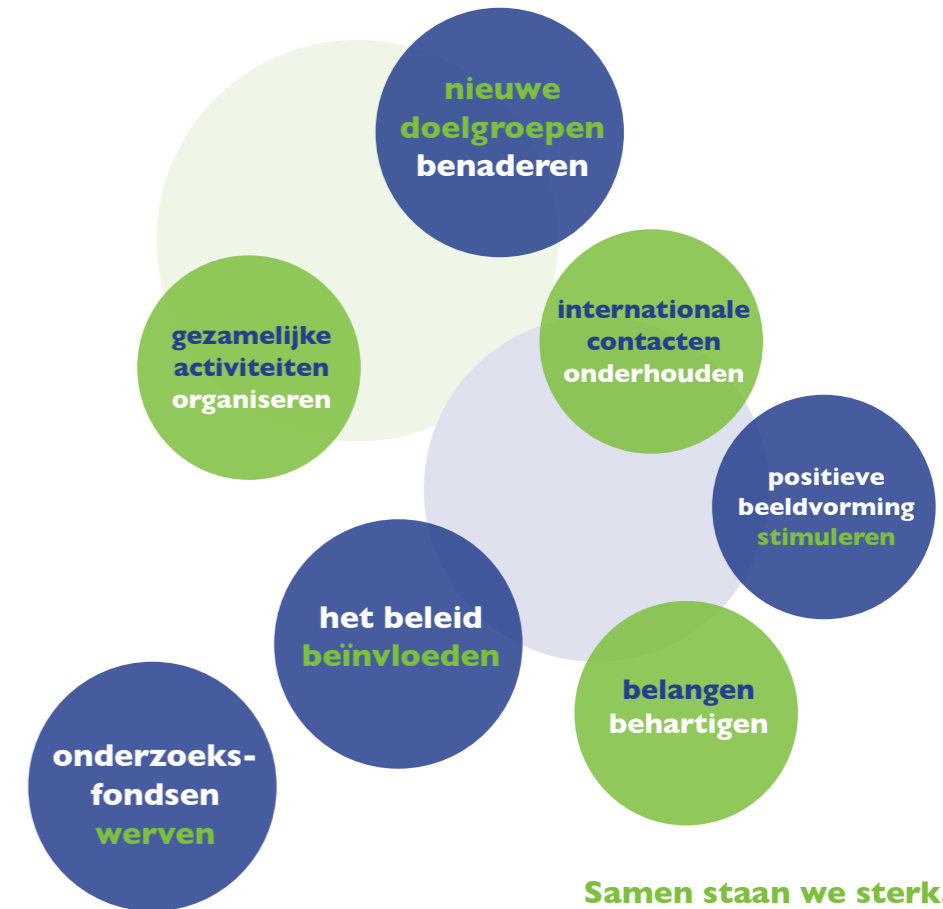 nieuwe
doelgroepen
benaderen
gezamelijke
activiteiten
organiseren
internationale
contacten
onderhouden
positieve
beeldvorming
stimuleren
het beleid
beïnvloeden
belangen
behartigen
onderzoeks-
fondsen
werven
Samen staan we sterk.